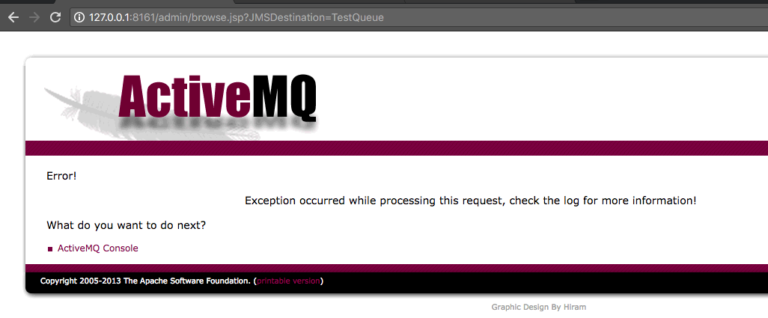 127.0.0.1:8161/admin/browse.jsp?JMSDestination=TestQueue
ActiveMQ
Error!
Exception occurred while processing this request, check the log for more information!
What do you want to do next?
ActiveMQ Console
Copyright 2005-2013 The Apache Software Foundation. (printable version)
Graphic Design By Hiram